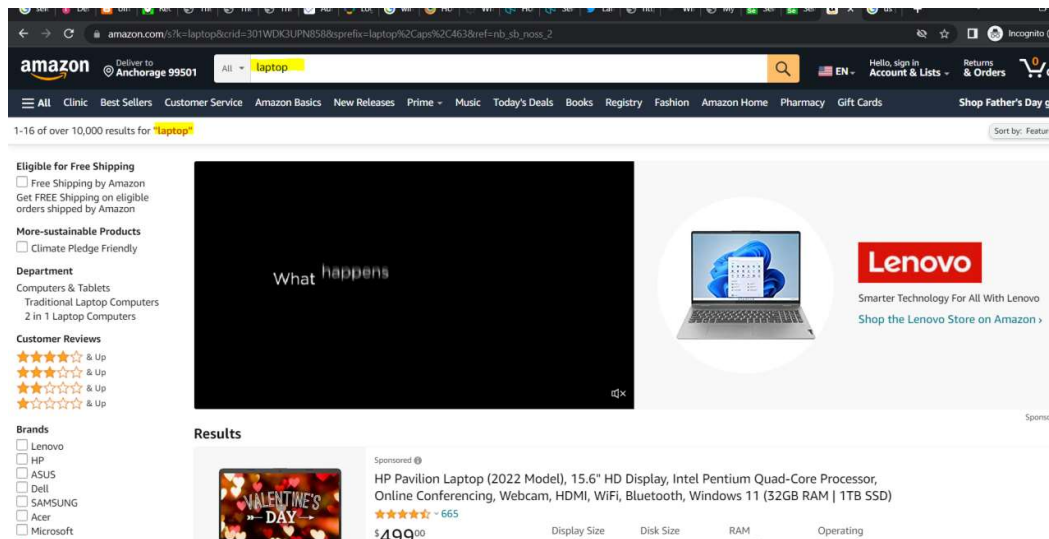 amazon.com/s?k=laptop&crid=301WDK3UPN858&sprefix=laptop%2Caps%2C463&ref=nb_sb_noss_2
Incognito
amazon
Deliver to
Anchorage 99501
All
laptop
EN
Hello, sign in
Account & Lists
Returns
& Orders
0
All Clinic Best Sellers Customer Service Amazon Basics New Releases Prime Music Today's Deals Books Registry Fashion Amazon Home Pharmacy Gift Cards Shop Father's Day
1-16 of over 10,000 results for "laptop"
Sort by: Featur
Eligible for Free Shipping
Free Shipping by Amazon
Get FREE Shipping on eligible
orders shipped by Amazon
More-sustainable Products
Climate Pledge Friendly
Department
Computers & Tablets
Traditional Laptop Computers
2 in 1 Laptop Computers
Customer Reviews
& Up
& Up
& Up
& Up
Brands
Lenovo
HP
ASUS
Dell
SAMSUNG
Acer
Microsoft
What happens
Lenovo
Smarter Technology For All With Lenovo
Shop the Lenovo Store on Amazon ›
Spons
Results
Sponsored
HP Pavilion Laptop (2022 Model), 15.6" HD Display, Intel Pentium Quad-Core Processor,
Online Conferencing, Webcam, HDMI, WiFi, Bluetooth, Windows 11 (32GB RAM | 1TB SSD)
665
$499.00
Display Size Disk Size RAM Operating
VALENTINE'S
DAY